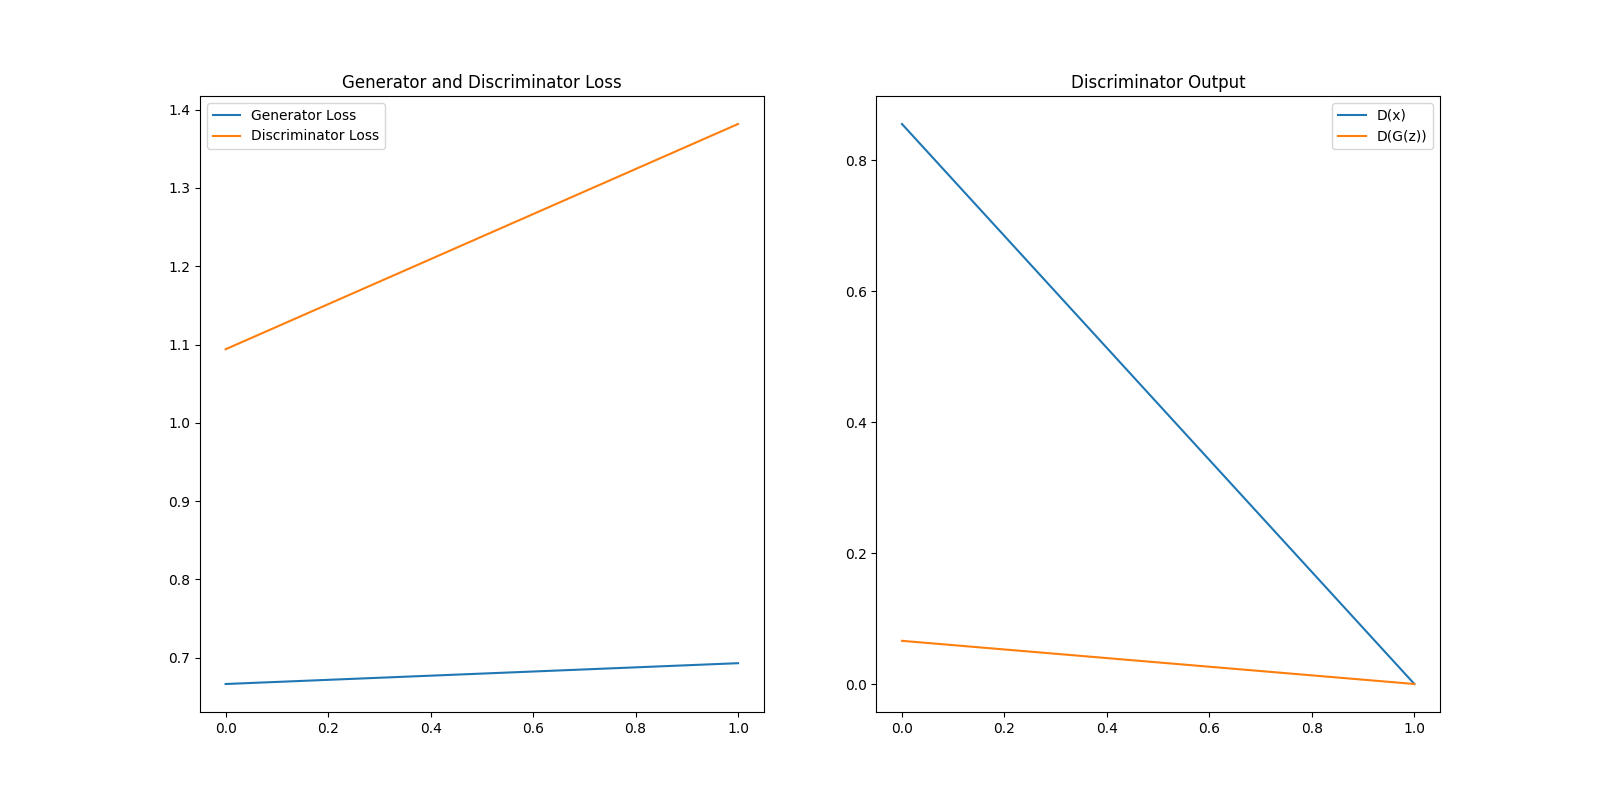 Generator and Discriminator Loss
1.4
1.3
1.2
1.1
1.0
0.9
0.8
0.7
Generator Loss
Discriminator Loss
0.0 0.2 0.4 0.6 0.8 1.0
Discriminator Output
0.8
0.6
0.4
0.2
0.0
D(x)
D(G(z))
0.0 0.2 0.4 0.6 0.8 1.0